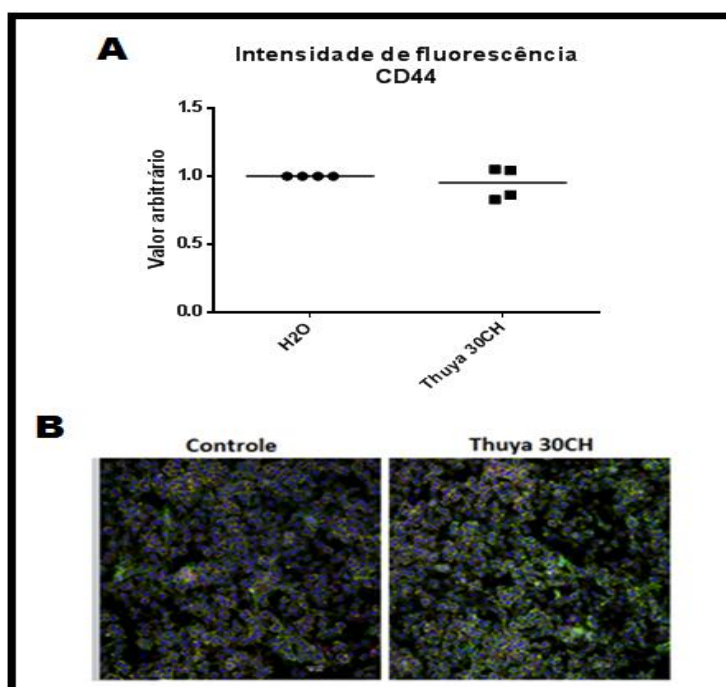 A
Intensidade de fluorescência
CD44
Valor arbitrário
1.5
1.0
0.5
0.0
H2O
Thuya 30CH
B
Controle
Thuya 30CH